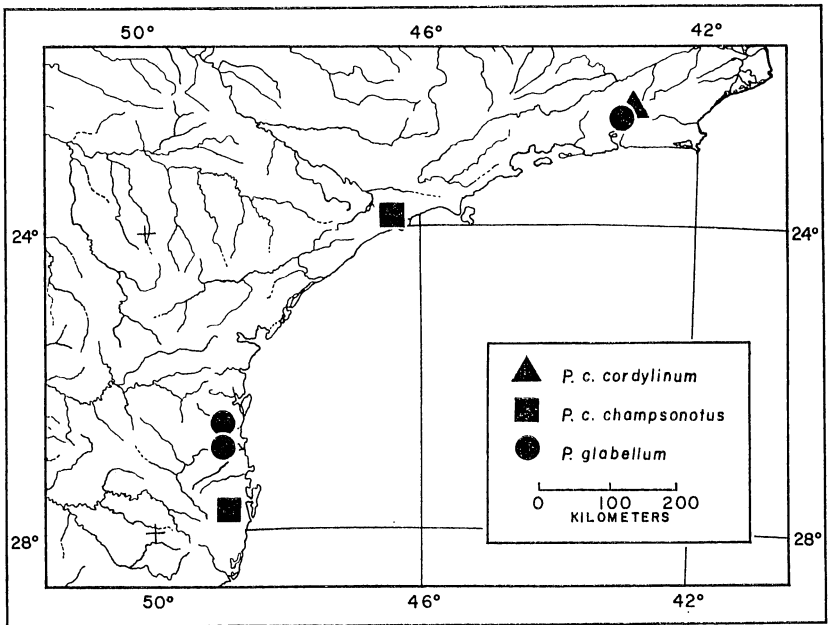 50° 46° 42°
24° 24°
P. c. cordylinum
P. c. champsonotus
P. glabellum
0 100 200
KILOMETERS
28° 28°
50° 46° 42°